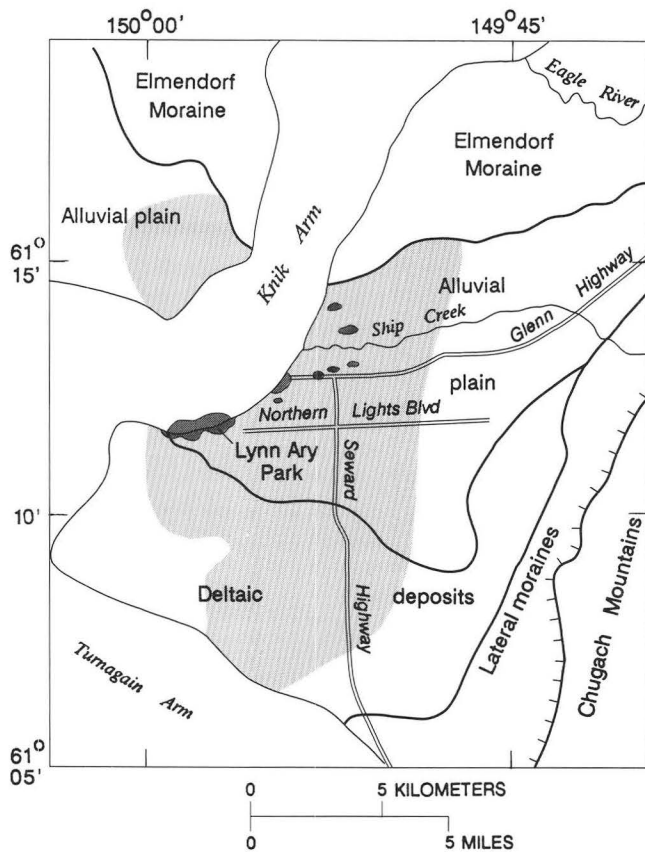 150°00'
149°45'
Elmendorf
Moraine
Eagle
River
Elmendorf
Moraine
Alluvial plain
61°
15'
Knik Arm
Alluvial
Highway
Ship Creek
Glenn
plain
Northern Lights Blvd
Lynn Ary
Park
Seward
10'
Deltaic
deposits
Highway
Lateral moraines
Chugach Mountains
Turnagain Arm
61°
05'
0 5 KILOMETERS
0 5 MILES